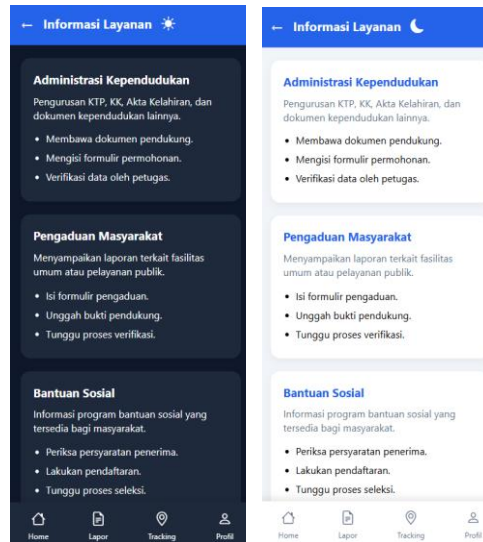 ← Informasi Layanan
Administrasi Kependudukan
Pengurusan KTP, KK, Akta Kelahiran, dan
dokumen kependudukan lainnya.
• Membawa dokumen pendukung.
• Mengisi formulir permohonan.
• Verifikasi data oleh petugas.
Pengaduan Masyarakat
Menyampaikan laporan terkait fasilitas
umum atau pelayanan publik.
• Isi formulir pengaduan.
• Unggah bukti pendukung.
• Tunggu proses verifikasi.
Bantuan Sosial
Informasi program bantuan sosial yang
tersedia bagi masyarakat.
• Periksa persyaratan penerima.
• Lakukan pendaftaran.
• Tunggu proses seleksi.
Home Lapor Tracking Profil
← Informasi Layanan
Administrasi Kependudukan
Pengurusan KTP, KK, Akta Kelahiran, dan
dokumen kependudukan lainnya.
• Membawa dokumen pendukung.
• Mengisi formulir permohonan.
• Verifikasi data oleh petugas.
Pengaduan Masyarakat
Menyampaikan laporan terkait fasilitas
umum atau pelayanan publik.
• Isi formulir pengaduan.
• Unggah bukti pendukung.
• Tunggu proses verifikasi.
Bantuan Sosial
Informasi program bantuan sosial yang
tersedia bagi masyarakat.
• Periksa persyaratan penerima.
• Lakukan pendaftaran.
• Tunggu proses seleksi.
Home Lapor Tracking Profil